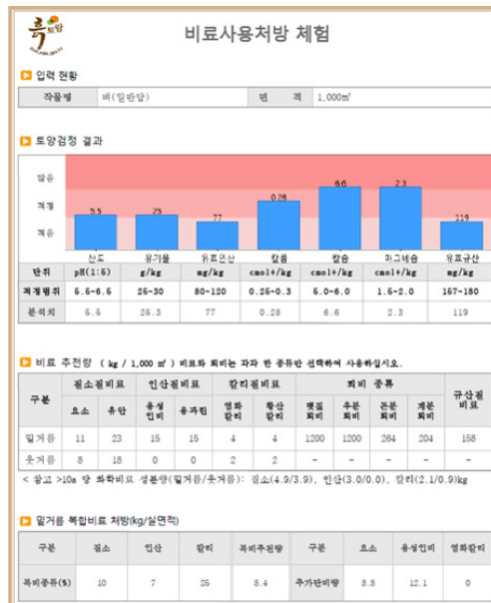 흙토람
비료사용처방 체험
입력 현황
작물명 벼(일반답) 면 적 1,000㎡
토양검정 결과
많음
적정
적음
5.5 25 77 0.28 6.6 2.3 119
산도 유기물 유효인산 칼륨 칼슘 마그네슘 유효규산
단위 pH(1:5) g/kg mg/kg cmol+/kg cmol+/kg cmol+/kg mg/kg
적정범위 5.5~6.5 25~30 80~120 0.25~0.3 5.0~6.0 1.5~2.0 157~180
분석치 5.5 25.3 77 0.28 6.6 2.3 119
비료 추천량 ( kg / 1,000 ㎡ ) 비료와 퇴비는 각각 한 종류만 선택하여 사용하십시오.
구분 질소질비료 인산질비료 칼리질비료 퇴비 종류 규산질비료
요소 유안 용성인비 용과린 염화칼리 황산칼리 볏짚퇴비 우분퇴비 돈분퇴비 계분퇴비
밑거름 11 23 15 15 4 4 1200 1200 264 204 158
웃거름 8 18 0 0 2 2 - - - - -
< 참고 >10a 당 화학비료 성분량(밑거름/웃거름): 질소(4.9/3.9), 인산(3.0/0.0), 칼리(2.1/0.9)kg
밑거름 복합비료 처방(kg/실면적)
구분 질소 인산 칼리 복비추천량 구분 요소 용성인비 염화칼리
복비종류(%) 10 7 25 8.4 추가단비량 8.8 12.1 0